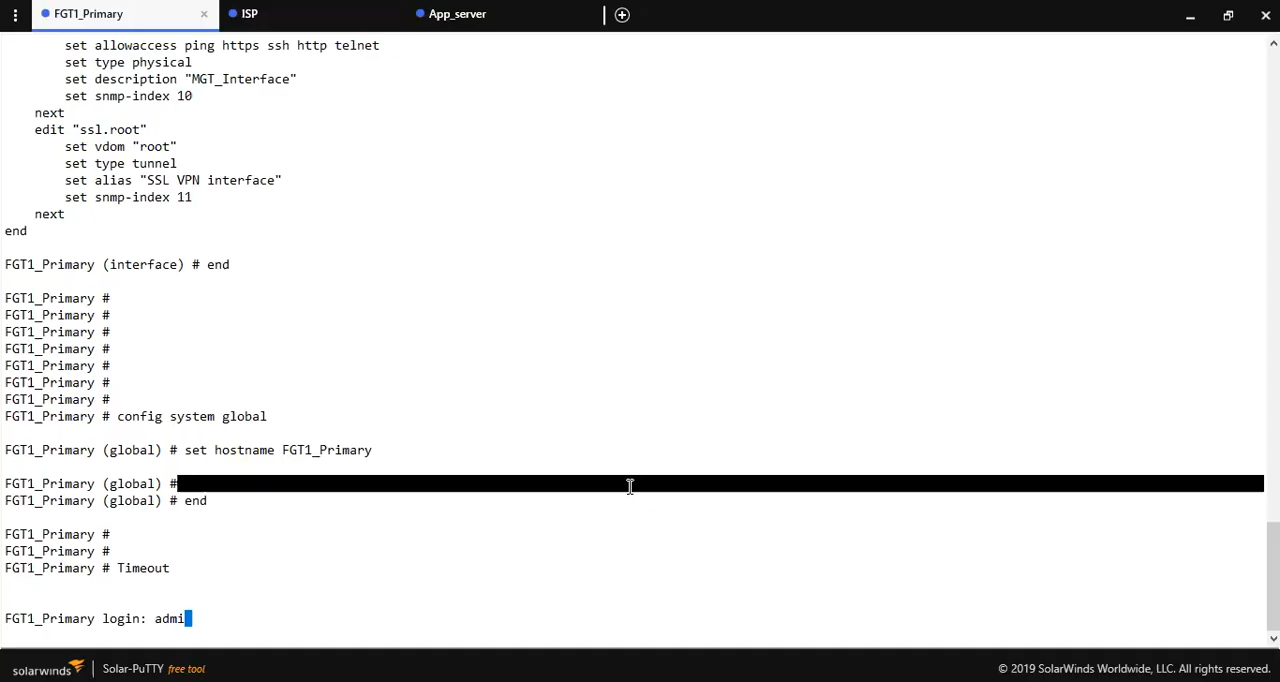 FGT1_Primary
ISP
App_server
set allowaccess ping https ssh http telnet
set type physical
set description "MGT_Interface"
set snmp-index 10
next
edit "ssl.root"
set vdom "root"
set type tunnel
set alias "SSL VPN interface"
set snmp-index 11
next
end
FGT1_Primary (interface) # end
FGT1_Primary #
FGT1_Primary #
FGT1_Primary #
FGT1_Primary #
FGT1_Primary #
FGT1_Primary #
FGT1_Primary #
FGT1_Primary # config system global
FGT1_Primary (global) # set hostname FGT1_Primary
FGT1_Primary (global) #
FGT1_Primary (global) # end
FGT1_Primary #
FGT1_Primary #
FGT1_Primary # Timeout
FGT1_Primary login: admi
solarwinds Solar-PuTTY free tool © 2019 SolarWinds Worldwide, LLC. All rights reserved.